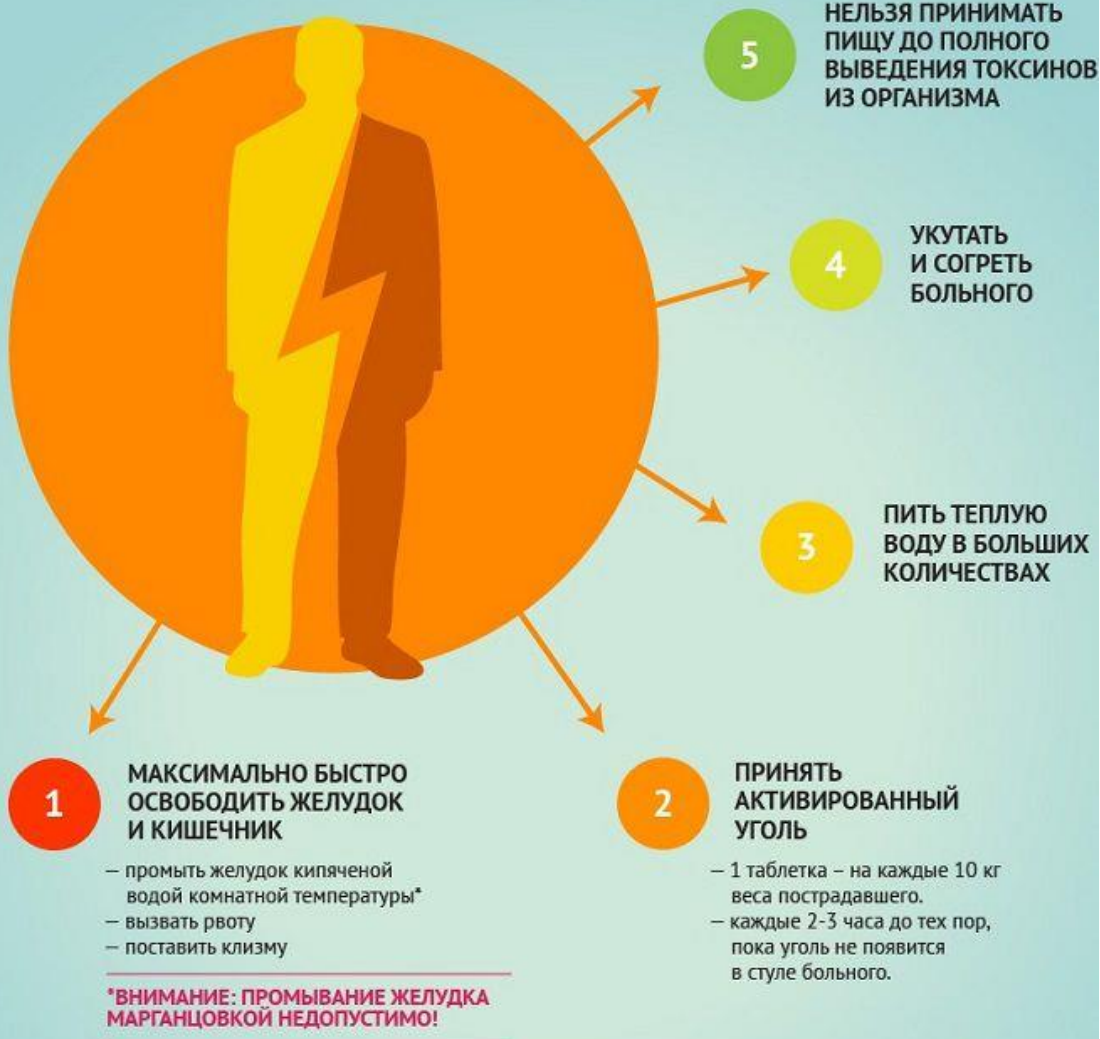 1
МАКСИМАЛЬНО БЫСТРО
ОСВОБОДИТЬ ЖЕЛУДОК
И КИШЕЧНИК
— промыть желудок кипяченой
водой комнатной температуры*
— вызвать рвоту
— поставить клизму
*ВНИМАНИЕ: ПРОМЫВАНИЕ ЖЕЛУДКА
МАРГАНЦОВКОЙ НЕДОПУСТИМО!
2
ПРИНЯТЬ
АКТИВИРОВАННЫЙ
УГОЛЬ
— 1 таблетка – на каждые 10 кг
веса пострадавшего.
— каждые 2-3 часа до тех пор,
пока уголь не появится
в стуле больного.
3
ПИТЬ ТЕПЛУЮ
ВОДУ В БОЛЬШИХ
КОЛИЧЕСТВАХ
4
УКУТАТЬ
И СОГРЕТЬ
БОЛЬНОГО
5
НЕЛЬЗЯ ПРИНИМАТЬ
ПИЩУ ДО ПОЛНОГО
ВЫВЕДЕНИЯ ТОКСИНОВ
ИЗ ОРГАНИЗМА